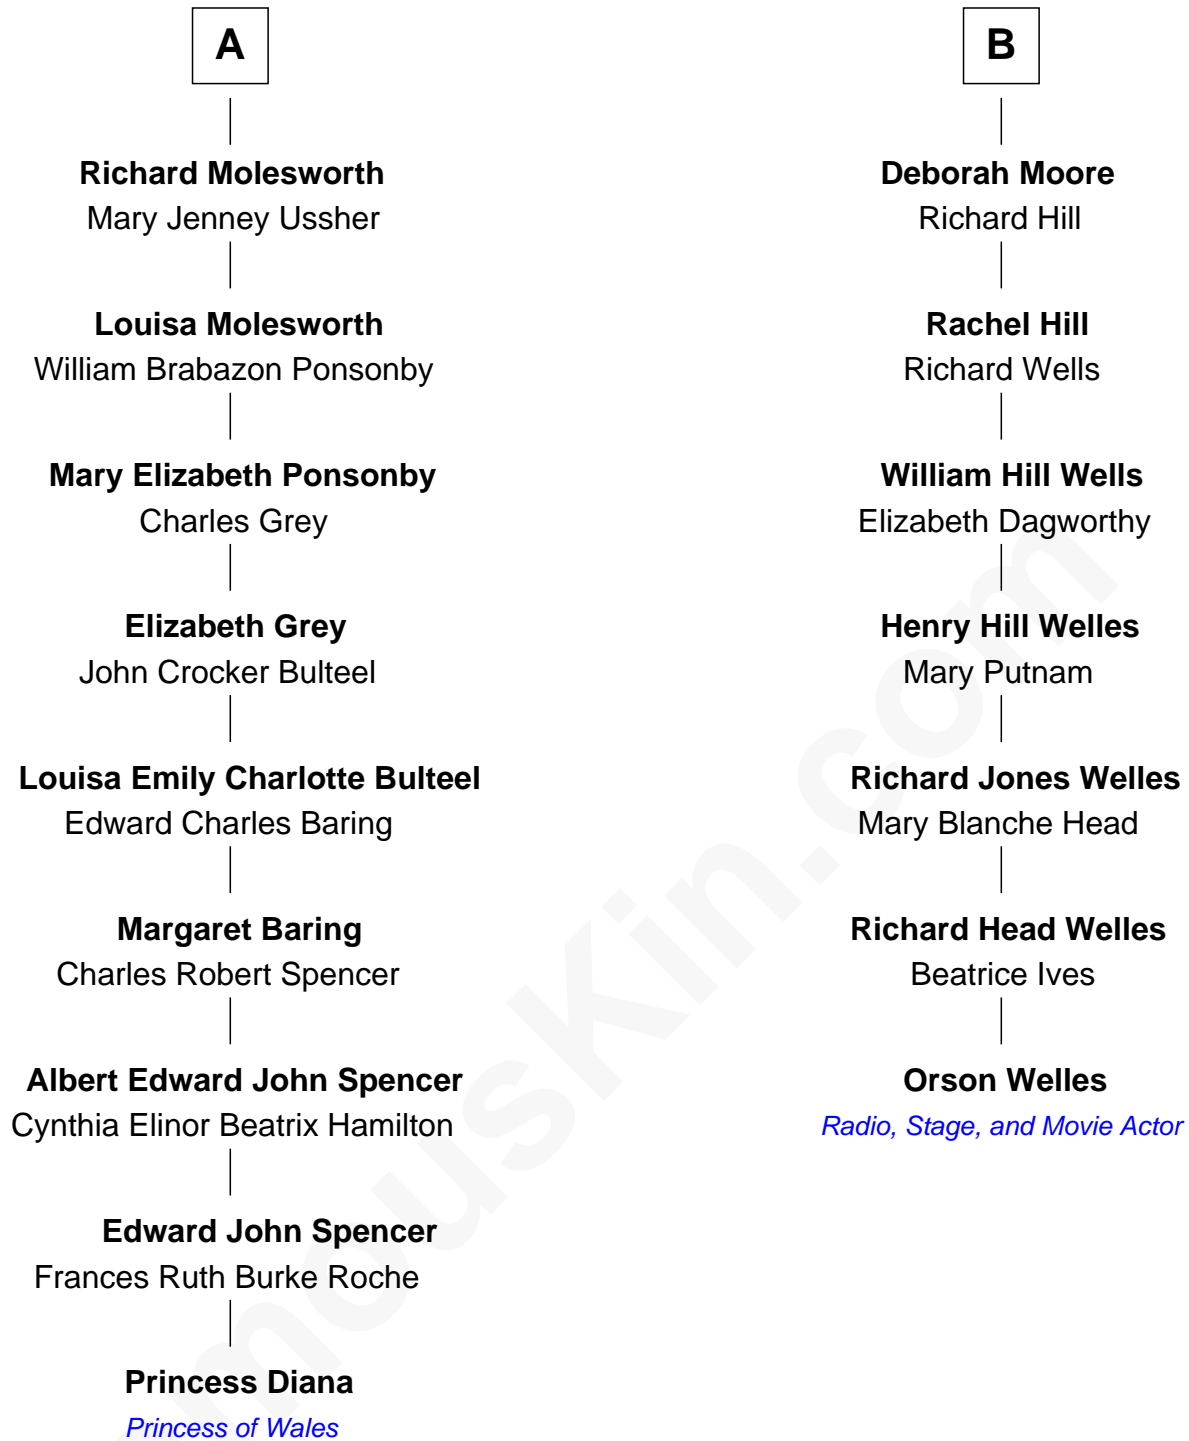 A
Richard Molesworth
Mary Jenney Ussher
Louisa Molesworth
William Brabazon Ponsonby
Mary Elizabeth Ponsonby
Charles Grey
Elizabeth Grey
John Crocker Bulteel
Louisa Emily Charlotte Bulteel
Edward Charles Baring
Margaret Baring
Charles Robert Spencer
Albert Edward John Spencer
Cynthia Elinor Beatrix Hamilton
Edward John Spencer
Frances Ruth Burke Roche
Princess Diana
Princess of Wales
B
Deborah Moore
Richard Hill
Rachel Hill
Richard Wells
William Hill Wells
Elizabeth Dagworthy
Henry Hill Welles
Mary Putnam
Richard Jones Welles
Mary Blanche Head
Richard Head Welles
Beatrice Ives
Orson Welles
Radio, Stage, and Movie Actor
mousKin.com